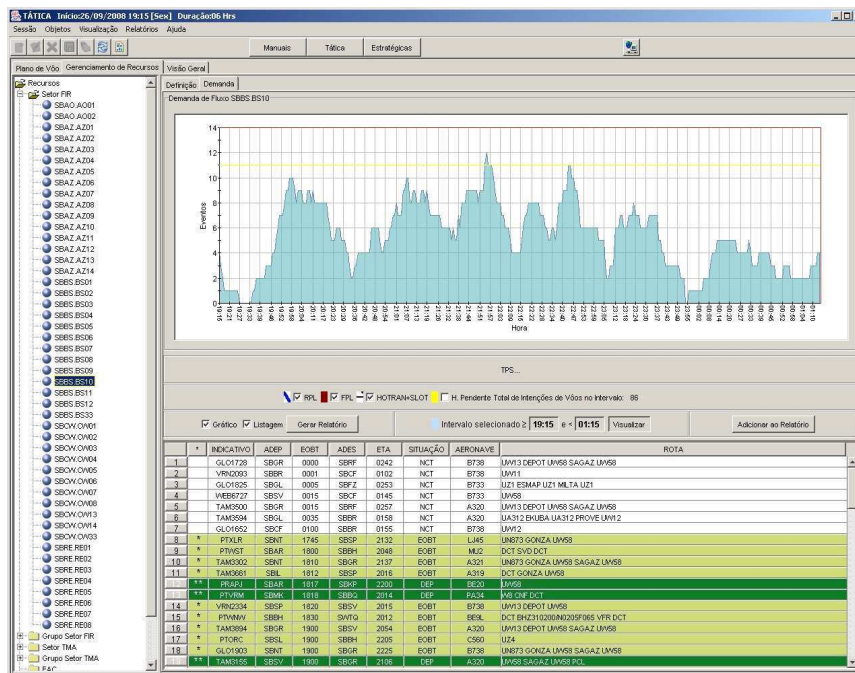 TÁTICA Início:26/09/2008 19:15 [Sex] Duração:06 Hrs
Sessão Objetos Visualização Relatórios Ajuda
Manuais Tática Estratégicos
Plano de Vôo Gerenciamento de Recursos Visão Geral
Recursos
Setor FIR
SBAO.AO01
SBAO.AO02
SBAZ.AZ01
SBAZ.AZ02
SBAZ.AZ03
SBAZ.AZ04
SBAZ.AZ05
SBAZ.AZ06
SBAZ.AZ07
SBAZ.AZ08
SBAZ.AZ09
SBAZ.AZ10
SBAZ.AZ11
SBAZ.AZ12
SBAZ.AZ13
SBAZ.AZ14
SBBS.BS01
SBBS.BS02
SBBS.BS03
SBBS.BS04
SBBS.BS05
SBBS.BS06
SBBS.BS07
SBBS.BS08
SBBS.BS09
SBBS.BS10
SBBS.BS11
SBBS.BS12
SBBS.BS33
SBCW.CW01
SBCW.CW02
SBCW.CW03
SBCW.CW04
SBCW.CW05
SBCW.CW06
SBCW.CW07
SBCW.CW08
SBCW.CW13
SBCW.CW14
SBCW.CW33
SBRE.RE01
SBRE.RE02
SBRE.RE03
SBRE.RE04
SBRE.RE05
SBRE.RE06
SBRE.RE07
SBRE.RE08
Grupo Setor FIR
Setor TMA
Grupo Setor TMA
EAC
Definição Demanda
Demanda de Fluxo SBBS.BS10
14
12
10
8
6
4
2
0
Eventos
19:15 19:21 19:27 19:33
Hora
TPS...
RPL FPL HOTRAN+SLOT H. Pendente Total de Intenções de Vôos no Intervalo: 86
Gráfico Listagem Gerar Relatório Intervalo selecionado ≥ 19:15 e < 01:15 Visualizar Adicionar ao Relatório
* INDICATIVO ADEP EOBT ADES ETA SITUAÇÃO AERONAVE ROTA
1 GLO1728 SBGR 0000 SBRF 0242 NCT B738 UW13 DEPOT UW58 SAGAZ UW58
2 VRN2093 SBBR 0001 SBCF 0102 NCT B738 UW11
3 GLO1825 SBGL 0005 SBFZ 0253 NCT B733 UZ1 ESMAP UZ1 MLTA UZ1
4 WEB6727 SBSV 0015 SBCF 0145 NCT B733 UW58
5 TAM3500 SBGR 0015 SBRF 0257 NCT A320 UW13 DEPOT UW58 SAGAZ UW58
6 TAM3594 SBGL 0035 SBBR 0158 NCT A320 UA312 EKUBA UA312 PROVE UW12
7 GLO1652 SBCF 0100 SBBR 0155 NCT B738 UW12
8 * PTXLR SBNT 1745 SBSP 2132 EOBT LJ45 UN873 GONZA UW58
9 * PTWST SBAR 1800 SBBH 2048 EOBT MU2 DCT SVD DCT
10 * TAM3302 SBNT 1810 SBGR 2137 EOBT A321 UN873 GONZA UW58 SAGAZ UW58
11 * TAM3661 SBIL 1812 SBSP 2016 EOBT A319 DCT GONZA UW58
12 ** PRAPJ SBAR 1817 SBKP 2200 DEP BE20 UW58
13 ** PTVRM SBMK 1818 SBBQ 2014 DEP PA34 W8 CNF DCT
14 * VRN2334 SBSP 1820 SBSV 2015 EOBT B738 UW13 DEPOT UW58
15 * PTWNW SBBH 1830 SWTQ 2012 EOBT BE9L DCT BHZ310200/N0205F065 VFR DCT
16 * TAM3894 SBGR 1900 SBSV 2054 EOBT A320 UW13 DEPOT UW58
17 * PTORC SBSL 1900 SBBH 2205 EOBT C560 UZ4
18 * GLO1903 SBNT 1900 SBGR 2225 EOBT B738 UN873 GONZA UW58 SAGAZ UW58
19 ** TAM3155 SBSV 1900 SBGR 2106 DEP A320 UW58 SAGAZ UW58 PCL